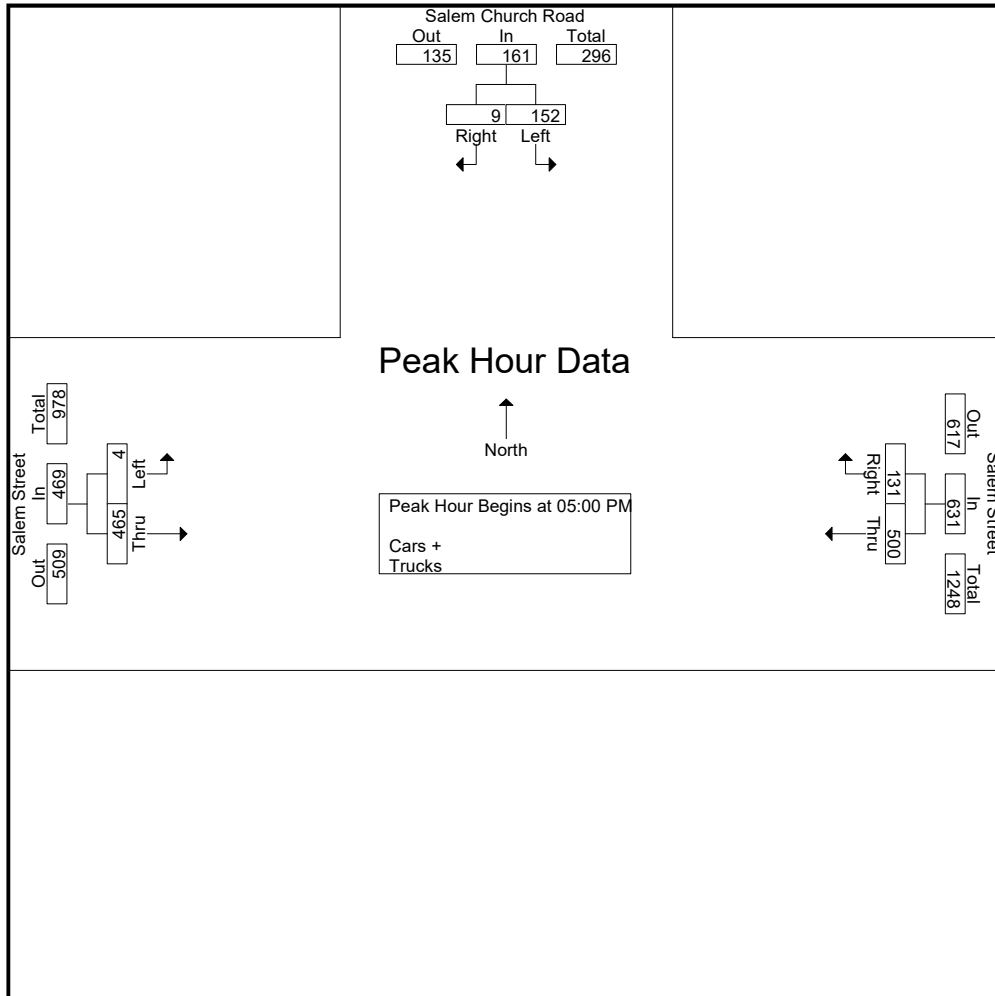 Salem Church Road
Out In Total
135 161 296
9 152
Right Left
Peak Hour Data
North
Peak Hour Begins at 05:00 PM
Cars +
Trucks
Salem Street
Total In Out
978 469 509
4 465
Left Thru
Salem Street
Out In Total
617 631 1248
131 500
Right Thru